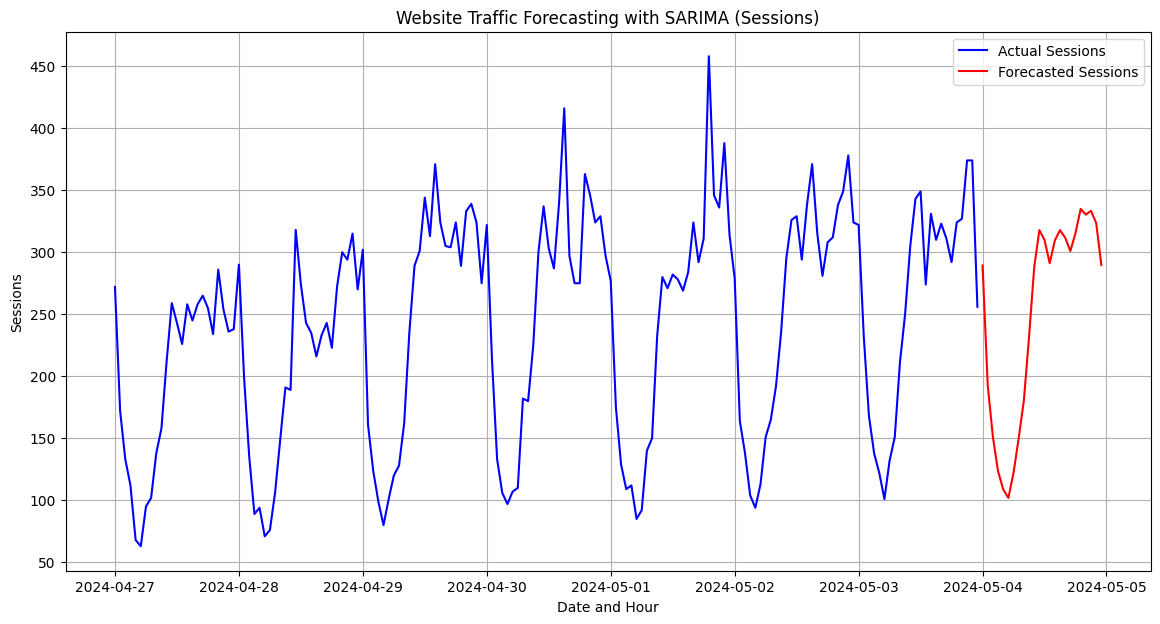 Website Traffic Forecasting with SARIMA (Sessions)
Actual Sessions
Forecasted Sessions
Sessions
450
400
350
300
250
200
150
100
50
2024-04-27 2024-04-28 2024-04-29 2024-04-30 2024-05-01 2024-05-02 2024-05-03 2024-05-04 2024-05-05
Date and Hour